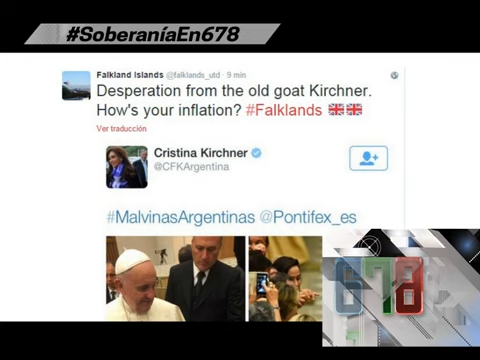 #SoberaníaEn678
Falkland Islands @falklands_utd · 9 min
Desperation from the old goat Kirchner.
How's your inflation? #Falklands
Ver traducción
Cristina Kirchner
@CFKArgentina
#MalvinasArgentinas @Pontifex_es
678